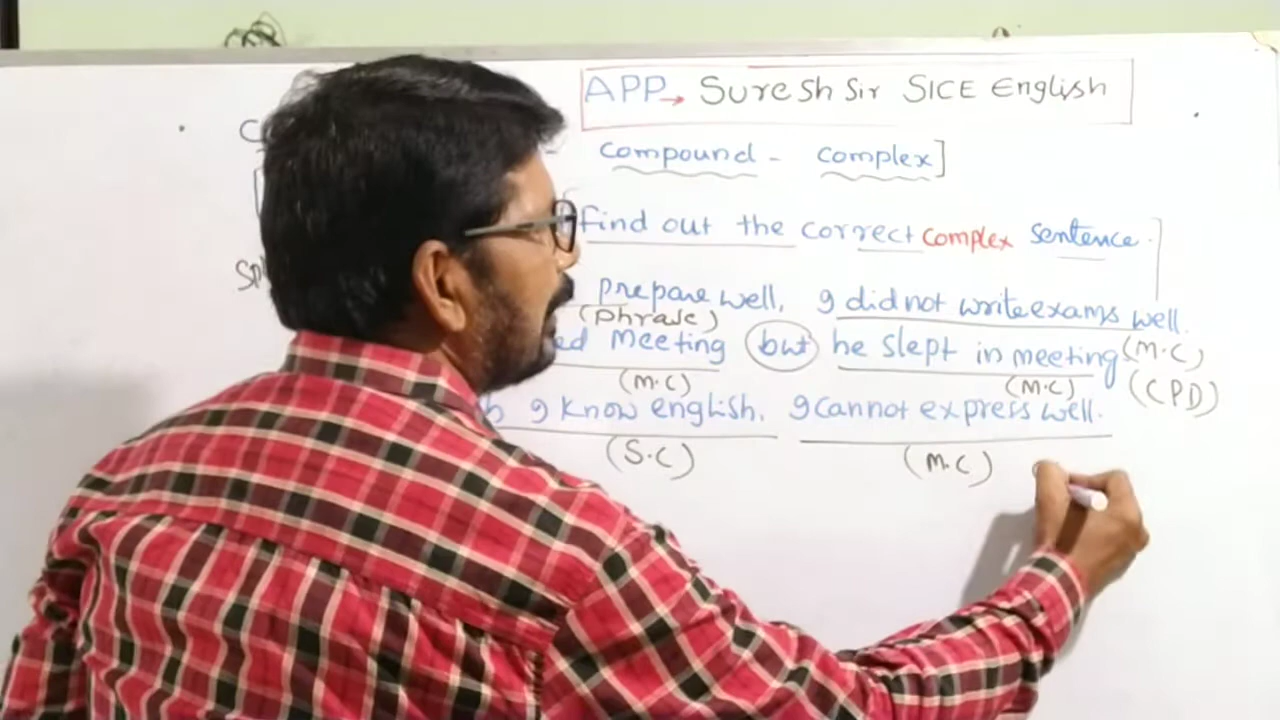 APP → Suresh Sir SICE English
compound - complex]
find out the correct complex sentence.
prepare well, I did not write exams well.
(phrase) (M.C)
ed meeting but he slept in meeting
(M.C) (M.C) (CPD)
I know english, I cannot express well.
(S.C) (M.C)